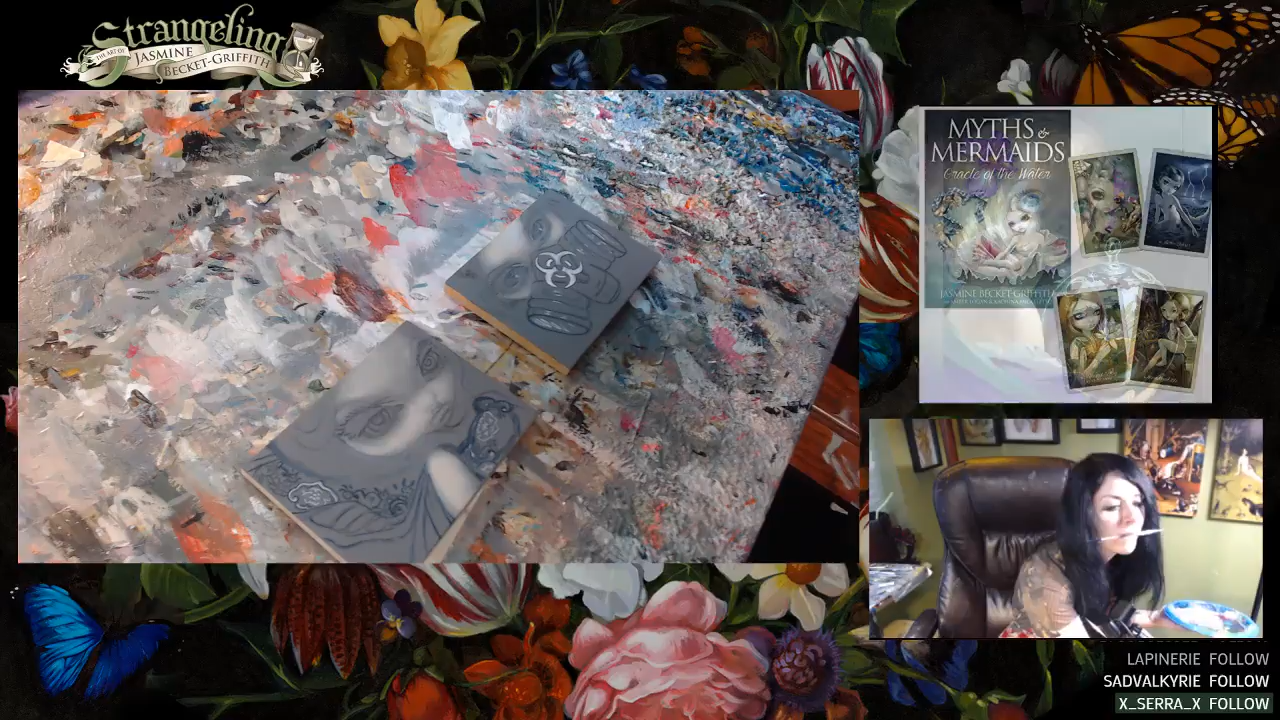 Strangeling
THE ART OF
JASMINE
BECKET-GRIFFITH
MYTHS &
MERMAIDS
Oracle of the Water
JASMINE BECKET-GRIFFITH
LAPINERIE FOLLOW
SADVALKYRIE FOLLOW
X_SERRA_X FOLLOW